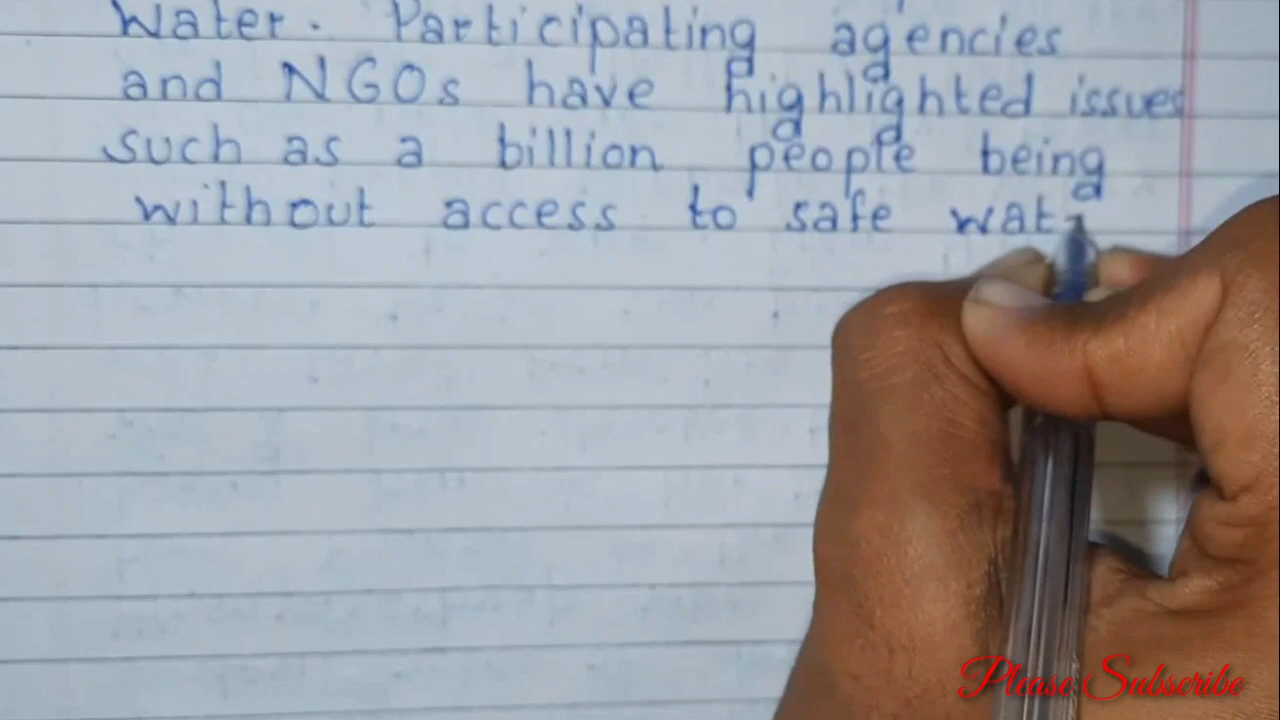 Water. Participating agencies
and NGOs have highlighted issues
such as a billion people being
without access to safe wat
Please Subscribe